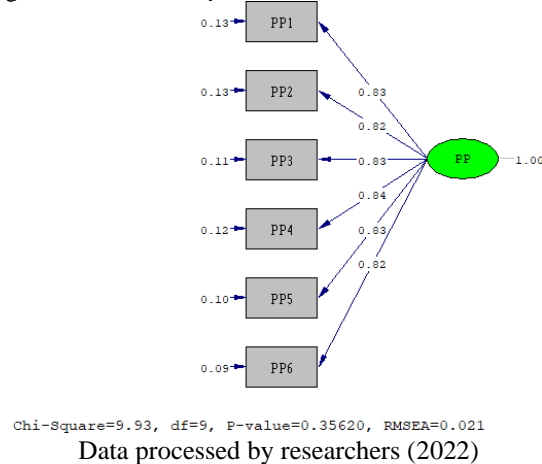 0.13
PP1
0.83
0.13
PP2
0.82
0.11
PP3
0.83
PP
1.00
0.84
0.12
PP4
0.83
0.10
PP5
0.82
0.09
PP6
Chi-Square=9.93, df=9, P-value=0.35620, RMSEA=0.021
Data processed by researchers (2022)